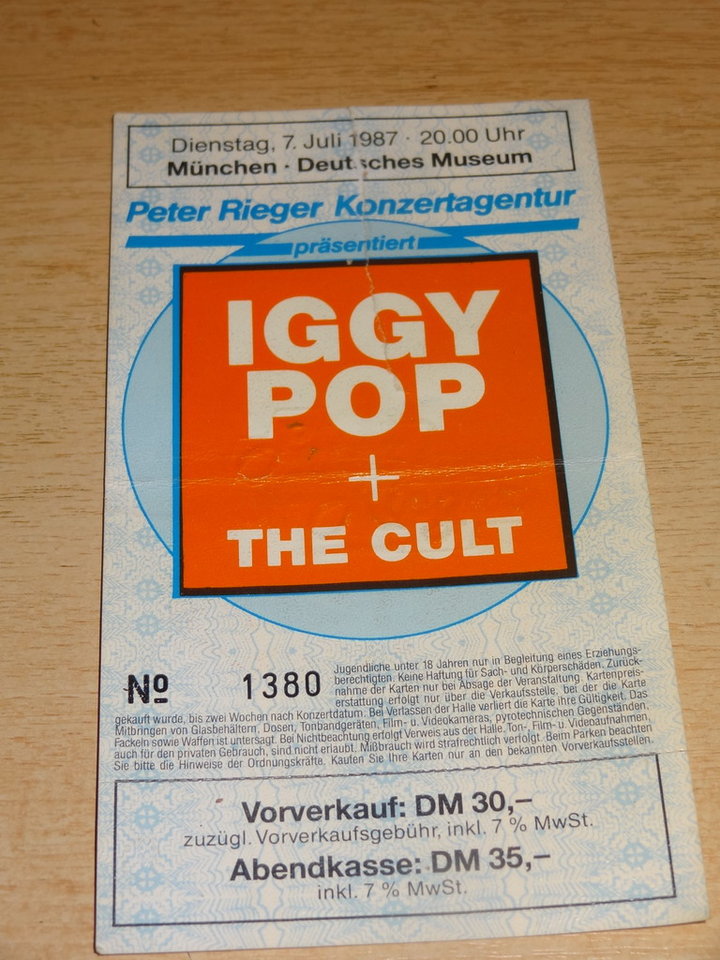 Dienstag, 7. Juli 1987 · 20.00 Uhr
München · Deutsches Museum
Peter Rieger Konzertagentur
präsentiert
IGGY
POP
+
THE CULT
Nº 1380
Jugendliche unter 18 Jahren nur in Begleitung eines Erziehungs-
berechtigten. Keine Haftung für Sach- und Körperschäden. Zurück-
nahme der Karten nur bei Absage der Veranstaltung. Kartenpreis-
erstattung erfolgt nur über die Verkaufsstelle, bei der die Karte
gekauft wurde, bis zwei Wochen nach Konzertdatum. Bei Verlassen der Halle verliert die Karte ihre Gültigkeit. Das
Mitbringen von Glasbehältern, Dosen, Tonbandgeräten, Film- u. Videokameras, pyrotechnischen Gegenständen,
Fackeln sowie Waffen ist untersagt. Bei Nichtbeachtung erfolgt Verweis aus der Halle. Ton-, Film- u. Videoaufnahmen,
auch für den privaten Gebrauch, sind nicht erlaubt. Mißbrauch wird strafrechtlich verfolgt. Beim Parken beachten
Sie bitte die Hinweise der Ordnungskräfte. Kaufen Sie Ihre Karten nur an den bekannten Vorverkaufsstellen.
Vorverkauf: DM 30,–
zuzügl. Vorverkaufsgebühr, inkl. 7 % MwSt.
Abendkasse: DM 35,–
inkl. 7 % MwSt.